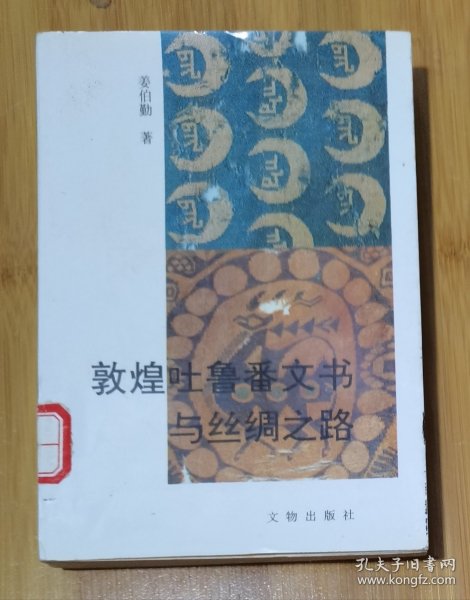 姜伯勤 著
敦煌吐鲁番文书
与丝绸之路
文物出版社
孔夫子旧书网
www.kongfz.com